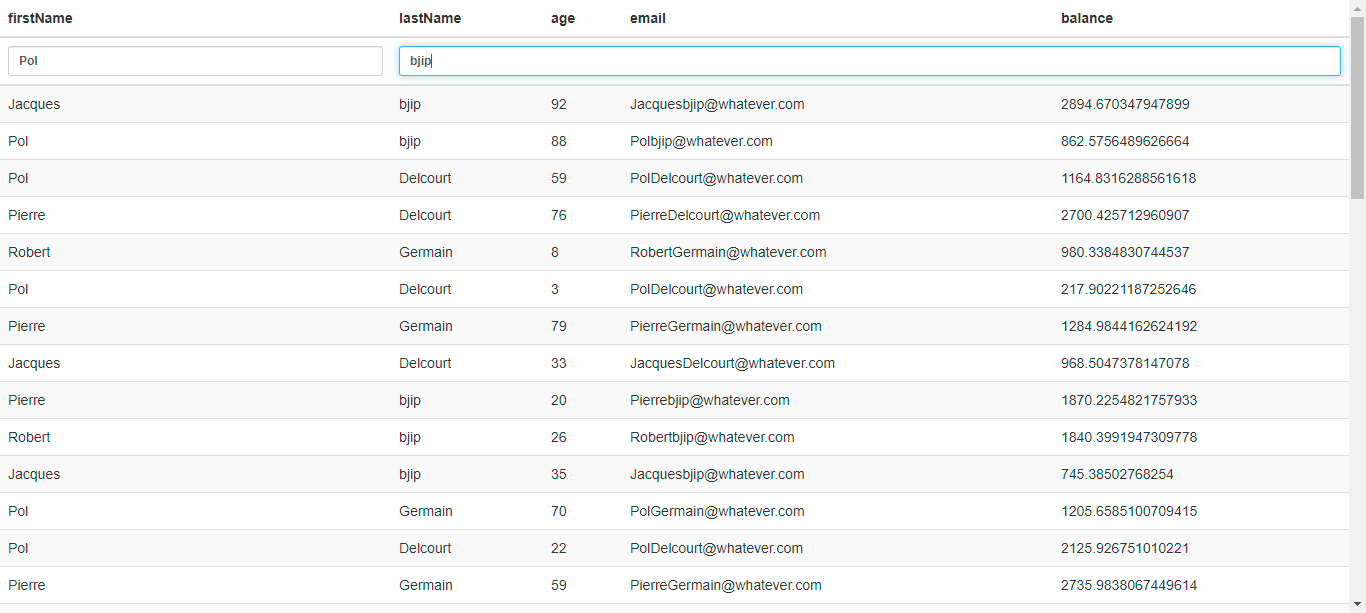 firstName lastName age email balance
Pol bjip
Jacques bjip 92 Jacquesbjip@whatever.com 2894.670347947899
Pol bjip 88 Polbjip@whatever.com 862.5756489626664
Pol Delcourt 59 PolDelcourt@whatever.com 1164.8316288561618
Pierre Delcourt 76 PierreDelcourt@whatever.com 2700.425712960907
Robert Germain 8 RobertGermain@whatever.com 980.3384830744537
Pol Delcourt 3 PolDelcourt@whatever.com 217.90221187252646
Pierre Germain 79 PierreGermain@whatever.com 1284.9844162624192
Jacques Delcourt 33 JacquesDelcourt@whatever.com 968.5047378147078
Pierre bjip 20 Pierrebjip@whatever.com 1870.2254821757933
Robert bjip 26 Robertbjip@whatever.com 1840.3991947309778
Jacques bjip 35 Jacquesbjip@whatever.com 745.38502768254
Pol Germain 70 PolGermain@whatever.com 1205.6585100709415
Pol Delcourt 22 PolDelcourt@whatever.com 2125.926751010221
Pierre Germain 59 PierreGermain@whatever.com 2735.9838067449614